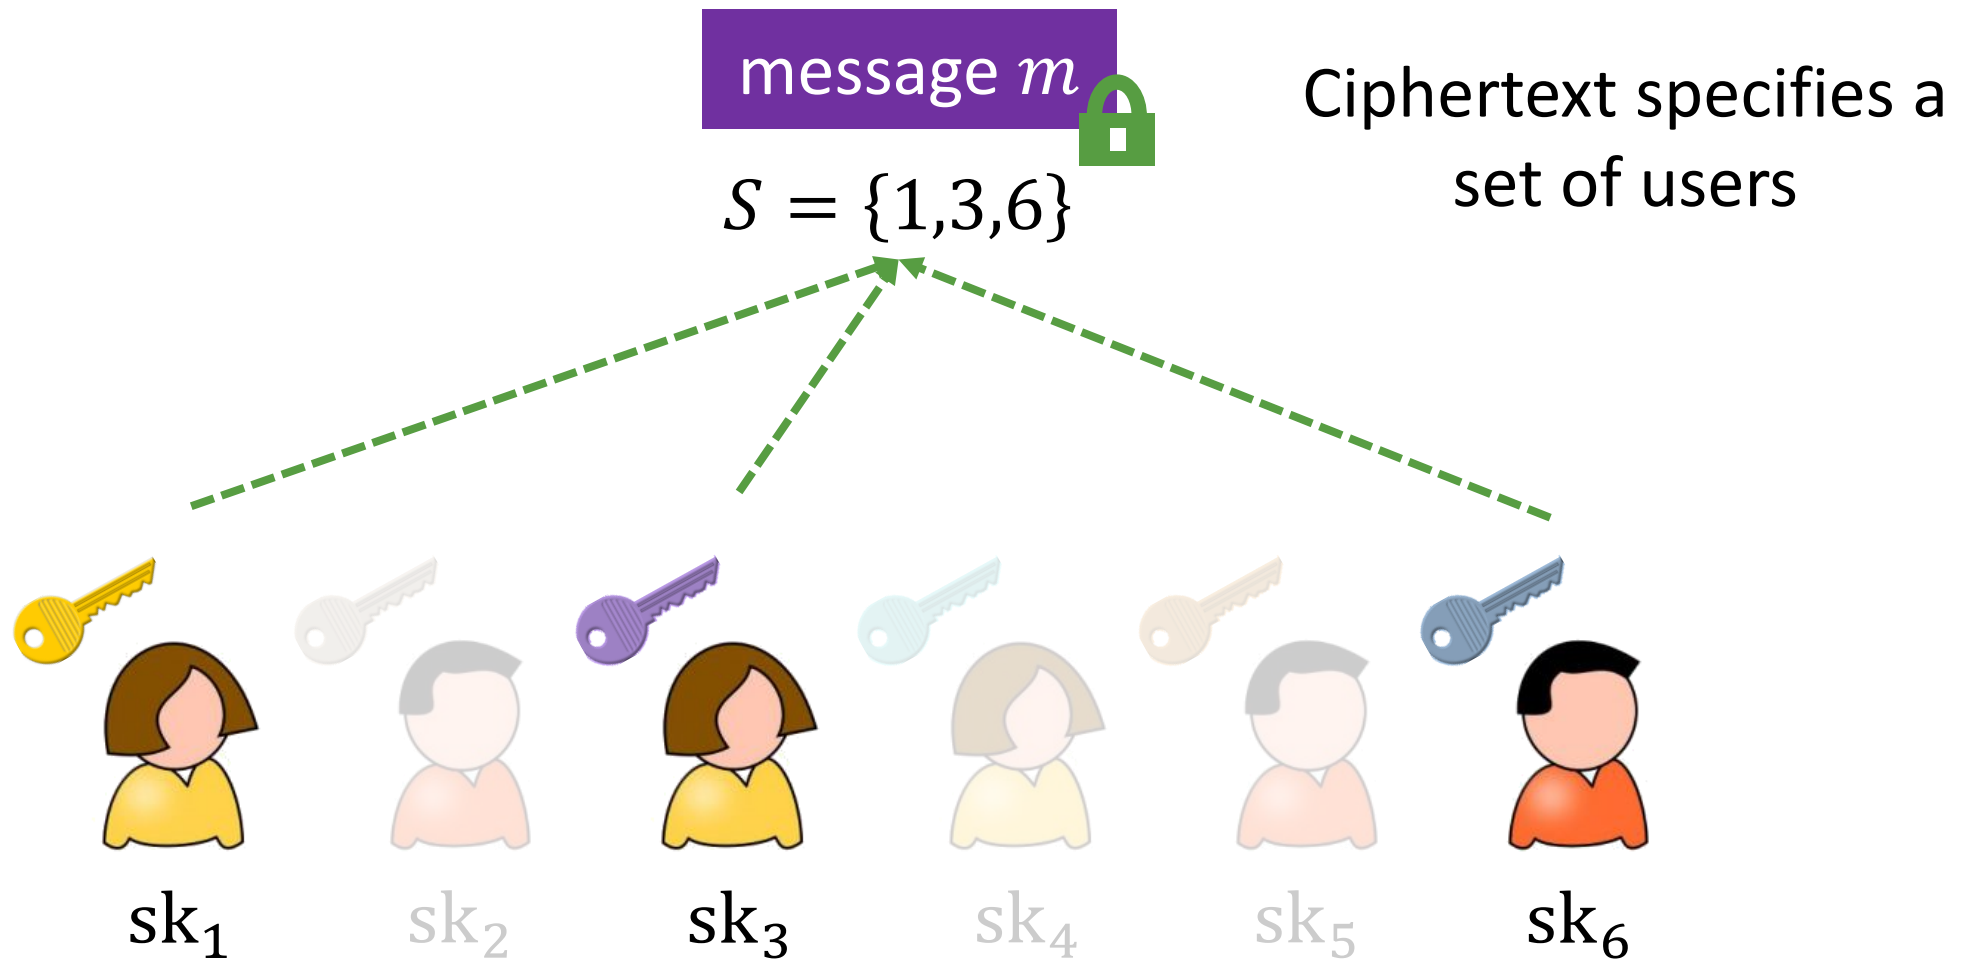 message m
Ciphertext specifies a
set of users
S = {1,3,6}
sk₁ sk₂ sk₃ sk₄ sk₅ sk₆